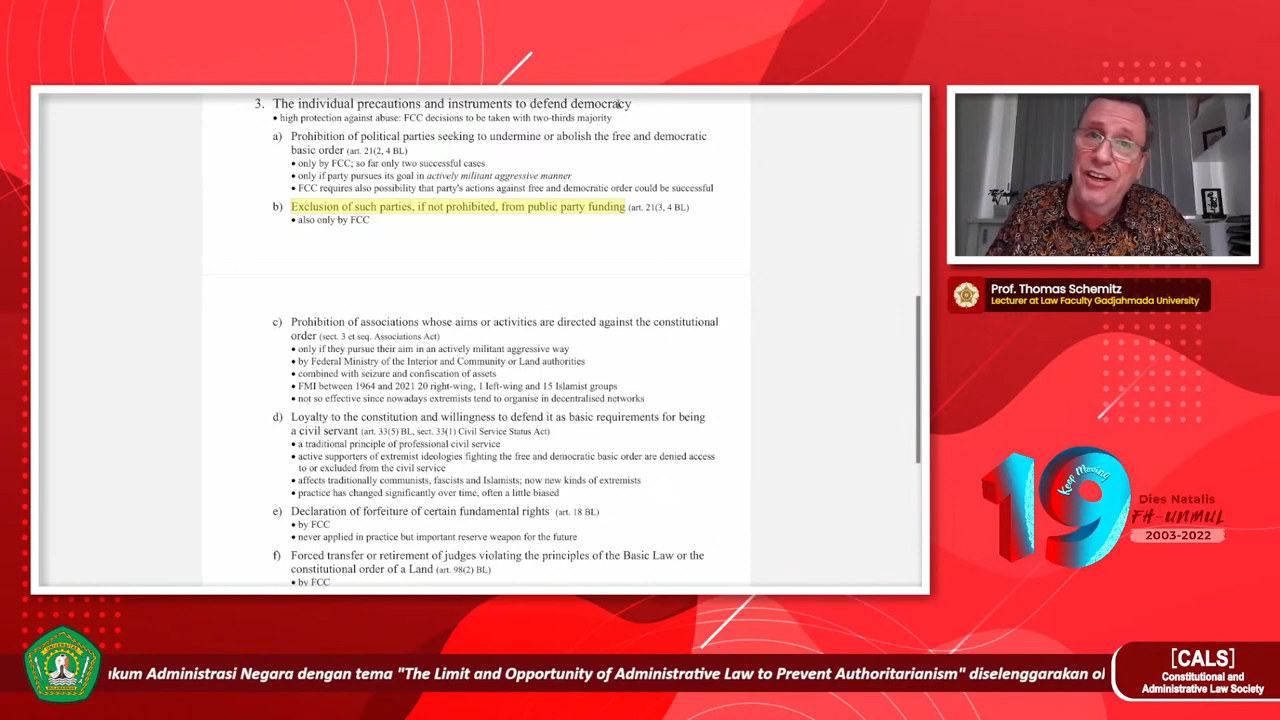 3. The individual precautions and instruments to defend democracy
• high protection against abuse: FCC decisions to be taken with two-thirds majority
a) Prohibition of political parties seeking to undermine or abolish the free and democratic
basic order (art. 21(2, 4 BL)
• only by FCC; so far only two successful cases
• only if party pursues its goal in actively militant aggressive manner
• FCC requires also possibility that party's actions against free and democratic order could be successful
b) Exclusion of such parties, if not prohibited, from public party funding (art. 21(3, 4 BL)
• also only by FCC
c) Prohibition of associations whose aims or activities are directed against the constitutional
order (sect. 3 et seq. Associations Act)
• only if they pursue their aim in an actively militant aggressive way
• by Federal Ministry of the Interior and Community or Land authorities
• combined with seizure and confiscation of assets
• FMI between 1964 and 2021 20 right-wing, 1 left-wing and 15 Islamist groups
• not so effective since nowadays extremists tend to organise in decentralised networks
d) Loyalty to the constitution and willingness to defend it as basic requirements for being
a civil servant (art. 33(5) BL, sect. 33(1) Civil Service Status Act)
• a traditional principle of professional civil service
• active supporters of extremist ideologies fighting the free and democratic basic order are denied access
to or excluded from the civil service
• affects traditionally communists, fascists and Islamists; now new kinds of extremists
• practice has changed significantly over time, often a little biased
e) Declaration of forfeiture of certain fundamental rights (art. 18 BL)
• by FCC
• never applied in practice but important reserve weapon for the future
f) Forced transfer or retirement of judges violating the principles of the Basic Law or the
constitutional order of a Land (art. 98(2) BL)
• by FCC
Prof. Thomas Schemitz
Lecturer at Law Faculty Gadjahmada University
19
Keep Moving
Dies Natalis
FH-UNMUL
2003-2022
ukum Administrasi Negara dengan tema "The Limit and Opportunity of Administrative Law to Prevent Authoritarianism" diselenggarakan ol
[CALS]
Constitutional and
Administrative Law Society